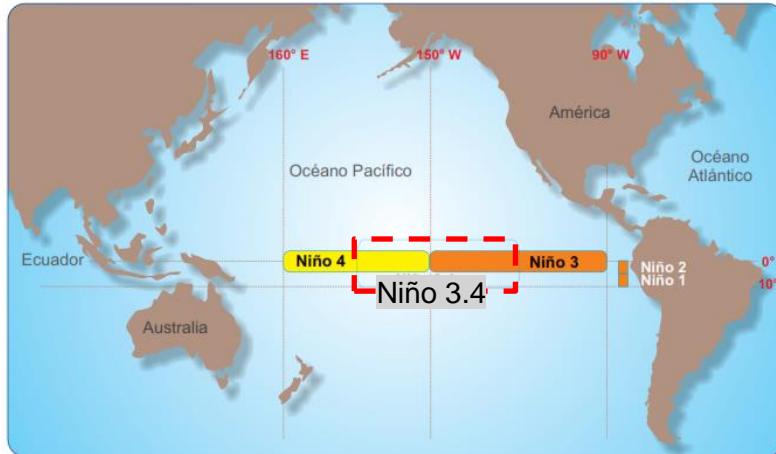 160° E
150° W
90° W
América
Océano Pacífico
Océano
Atlántico
Ecuador
Niño 4
Niño 3
Niño 2
0°
Niño 1
10°
Niño 3.4
Australia